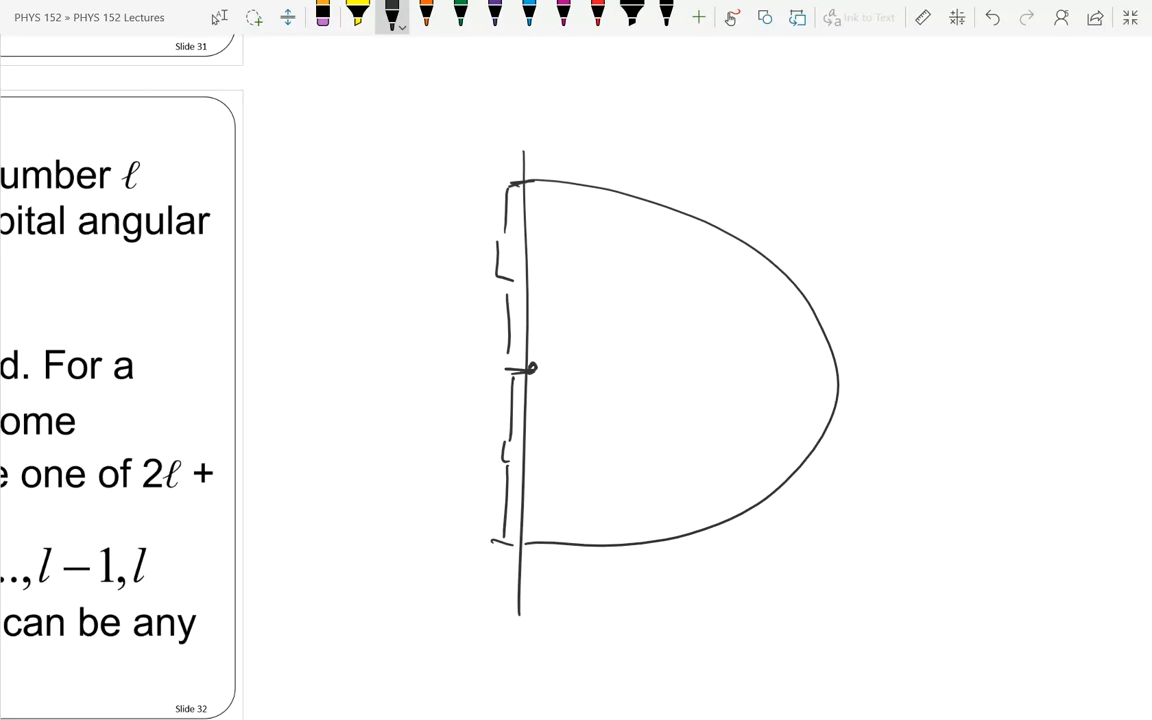 PHYS 152 » PHYS 152 Lectures
Link to Text
Slide 31
umber ℓ
bital angular
d. For a
ome
e one of 2ℓ +
..,l − 1,l
can be any
Slide 32
L
L